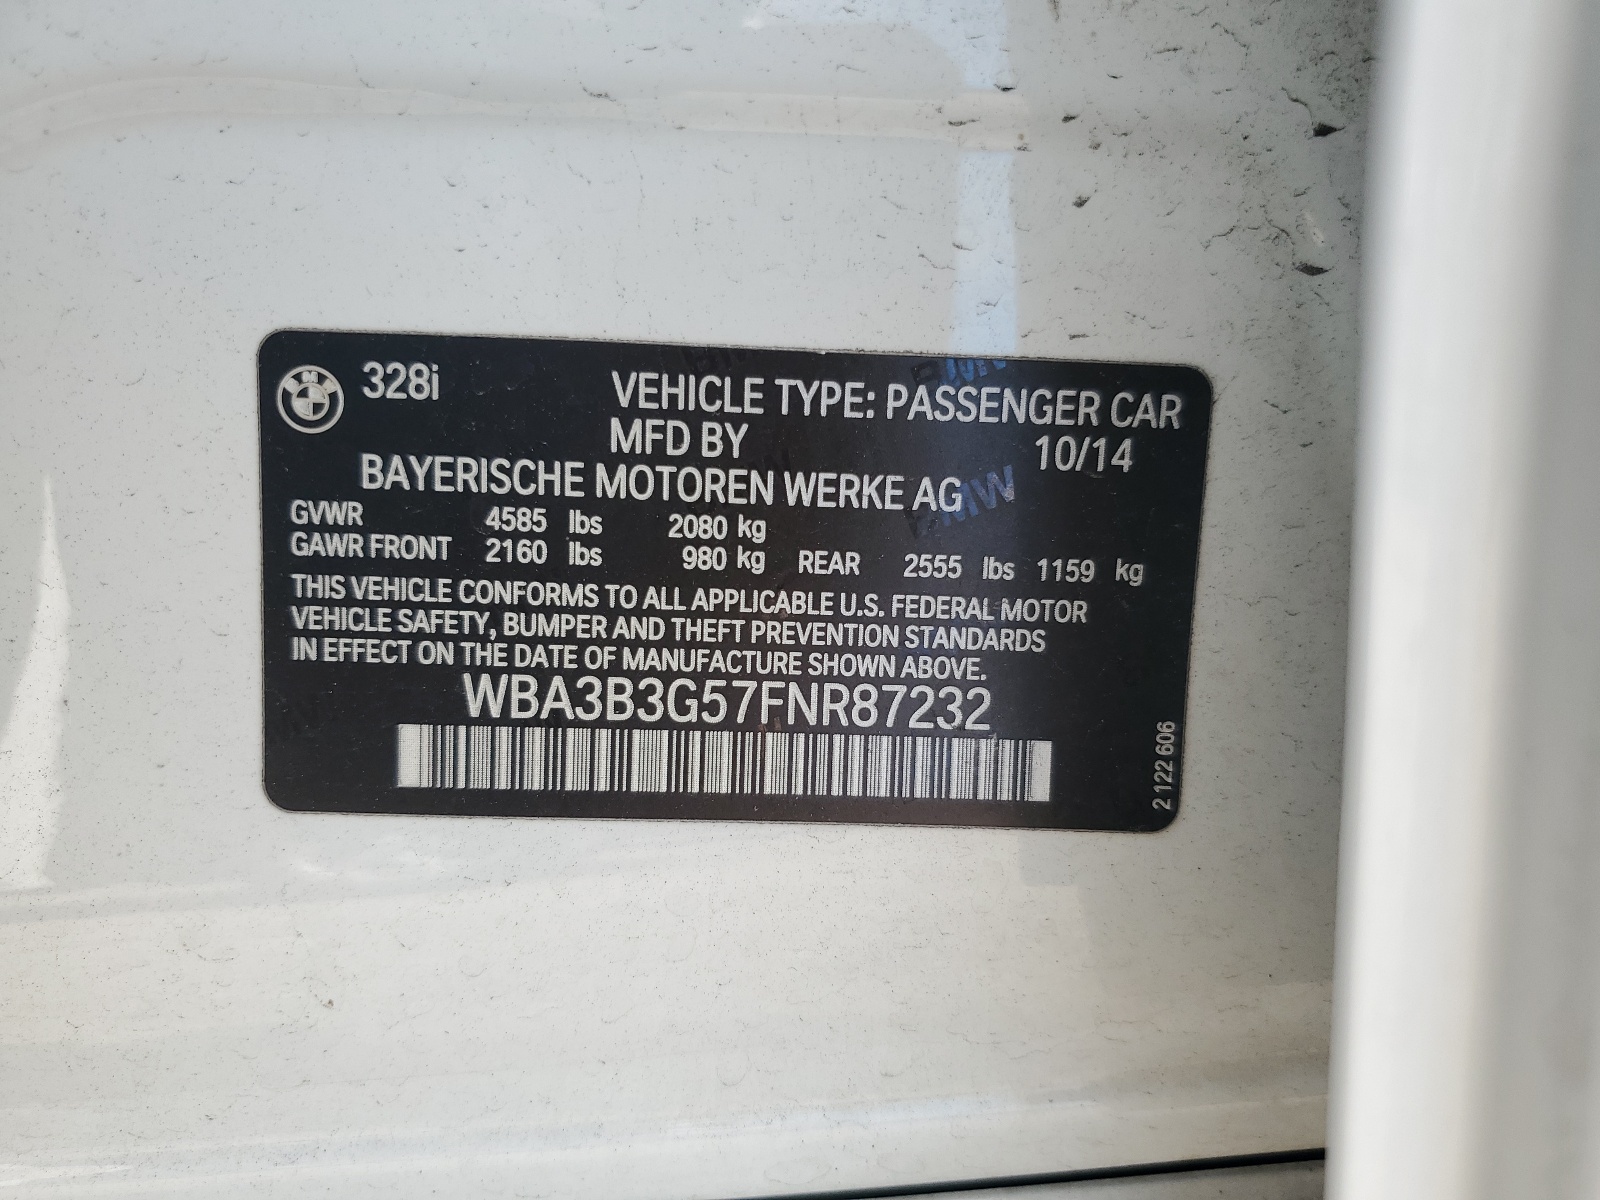 328i VEHICLE TYPE: PASSENGER CAR
MFD BY 10/14
BAYERISCHE MOTOREN WERKE AG
GVWR 4585 lbs 2080 kg
GAWR FRONT 2160 lbs 980 kg REAR 2555 lbs 1159 kg
THIS VEHICLE CONFORMS TO ALL APPLICABLE U.S. FEDERAL MOTOR
VEHICLE SAFETY, BUMPER AND THEFT PREVENTION STANDARDS
IN EFFECT ON THE DATE OF MANUFACTURE SHOWN ABOVE.
WBA3B3G57FNR87232
2 122 606